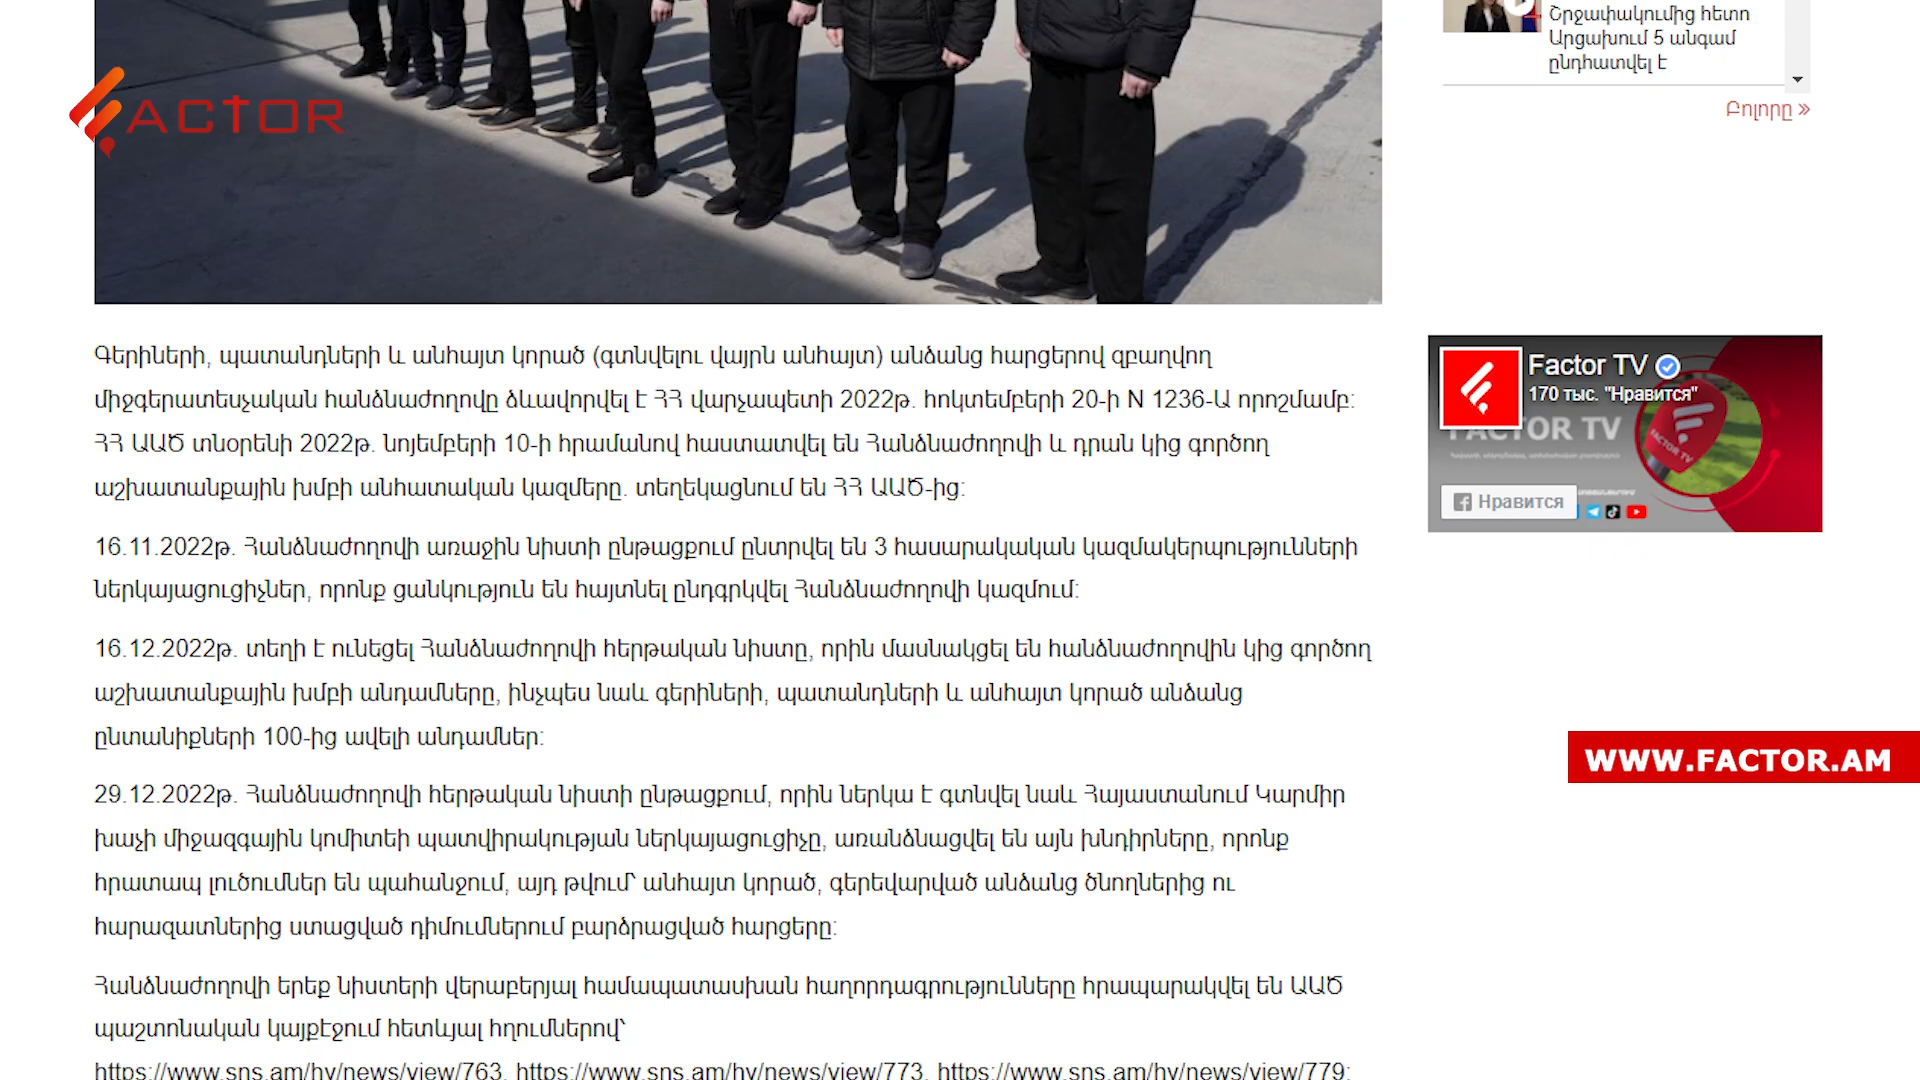 Շրջափակումից հետո
Արցախում 5 անգամ
ընդհատվել է
Բոլորը »
ACTOR
Գերիների, պատանդների և անհայտ կորած (գտնվելու վայրն անհայտ) անձանց հարցերով զբաղվող
միջգերատեսչական հանձնաժողովը ձևավորվել է ՀՀ վարչապետի 2022թ. հոկտեմբերի 20-ի N 1236-Ա որոշմամբ:
ՀՀ ԱԱԾ տնօրենի 2022թ. նոյեմբերի 10-ի հրամանով հաստատվել են Հանձնաժողովի և դրան կից գործող
աշխատանքային խմբի անհատական կազմերը. տեղեկացնում են ՀՀ ԱԱԾ-ից:
16.11.2022թ. Հանձնաժողովի առաջին նիստի ընթացքում ընտրվել են 3 հասարակական կազմակերպությունների
ներկայացուցիչներ, որոնք ցանկություն են հայտնել ընդգրկվել Հանձնաժողովի կազմում:
16.12.2022թ. տեղի է ունեցել Հանձնաժողովի հերթական նիստը, որին մասնակցել են հանձնաժողովին կից գործող
աշխատանքային խմբի անդամները, ինչպես նաև գերիների, պատանդների և անհայտ կորած անձանց
ընտանիքների 100-ից ավելի անդամներ:
29.12.2022թ. Հանձնաժողովի հերթական նիստի ընթացքում, որին ներկա է գտնվել նաև Հայաստանում Կարմիր
խաչի միջազգային կոմիտեի պատվիրակության ներկայացուցիչը, առանձնացվել են այն խնդիրները, որոնք
հրատապ լուծումներ են պահանջում, այդ թվում՝ անհայտ կորած, գերեվարված անձանց ծնողներից ու
հարազատներից ստացված դիմումներում բարձրացված հարցերը:
Հանձնաժողովի երեք նիստերի վերաբերյալ համապատասխան հաղորդագրությունները հրապարակվել են ԱԱԾ
պաշտոնական կայքէջում հետևյալ հղումներով՝
https://www.sns.am/hy/news/view/763, https://www.sns.am/hy/news/view/773, https://www.sns.am/hy/news/view/779:
Factor TV
170 тыс. "Нравится"
FACTOR TV
FACTOR TV
Нравится
WWW.FACTOR.AM